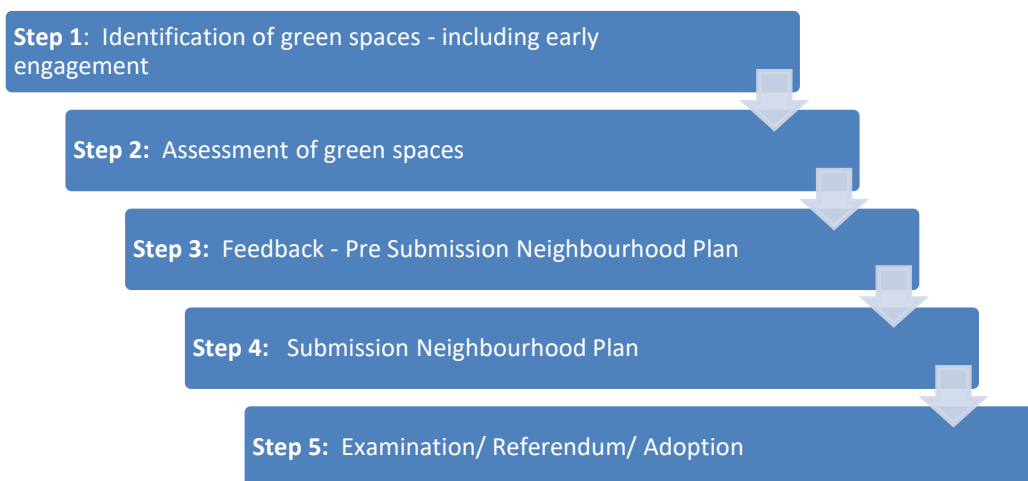 Step 1:  Identification of green spaces - including early
engagement
Step 2:  Assessment of green spaces
Step 3:  Feedback - Pre Submission Neighbourhood Plan
Step 4:   Submission Neighbourhood Plan
Step 5:  Examination/ Referendum/ Adoption